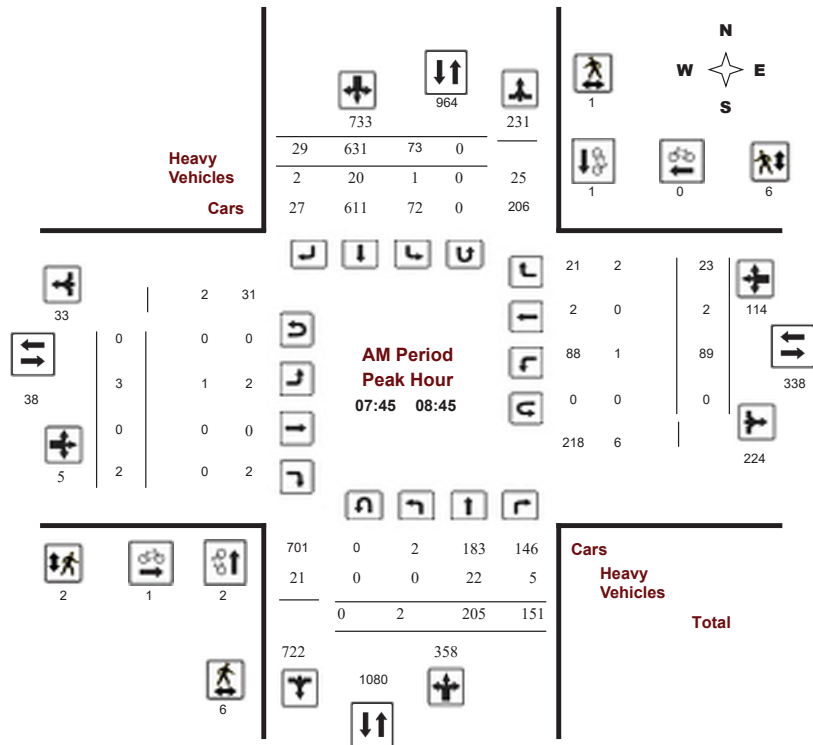 N
W E
S
964
1
733 231
29 631 73 0
Heavy
Vehicles
2 20 1 0 25
Cars 27 611 72 0 206
1 0 6
33
2 31
21 2 23
114
0 0 0
2 0 2
38
3 1 2
88 1 89
338
0 0 0
0 0 0
5
2 0 2
218 6
224
AM Period
Peak Hour
07:45 08:45
701 0 2 183 146 Cars
21 0 0 22 5 Heavy
Vehicles
0 2 205 151 Total
2 1 2
722 358
1080
6